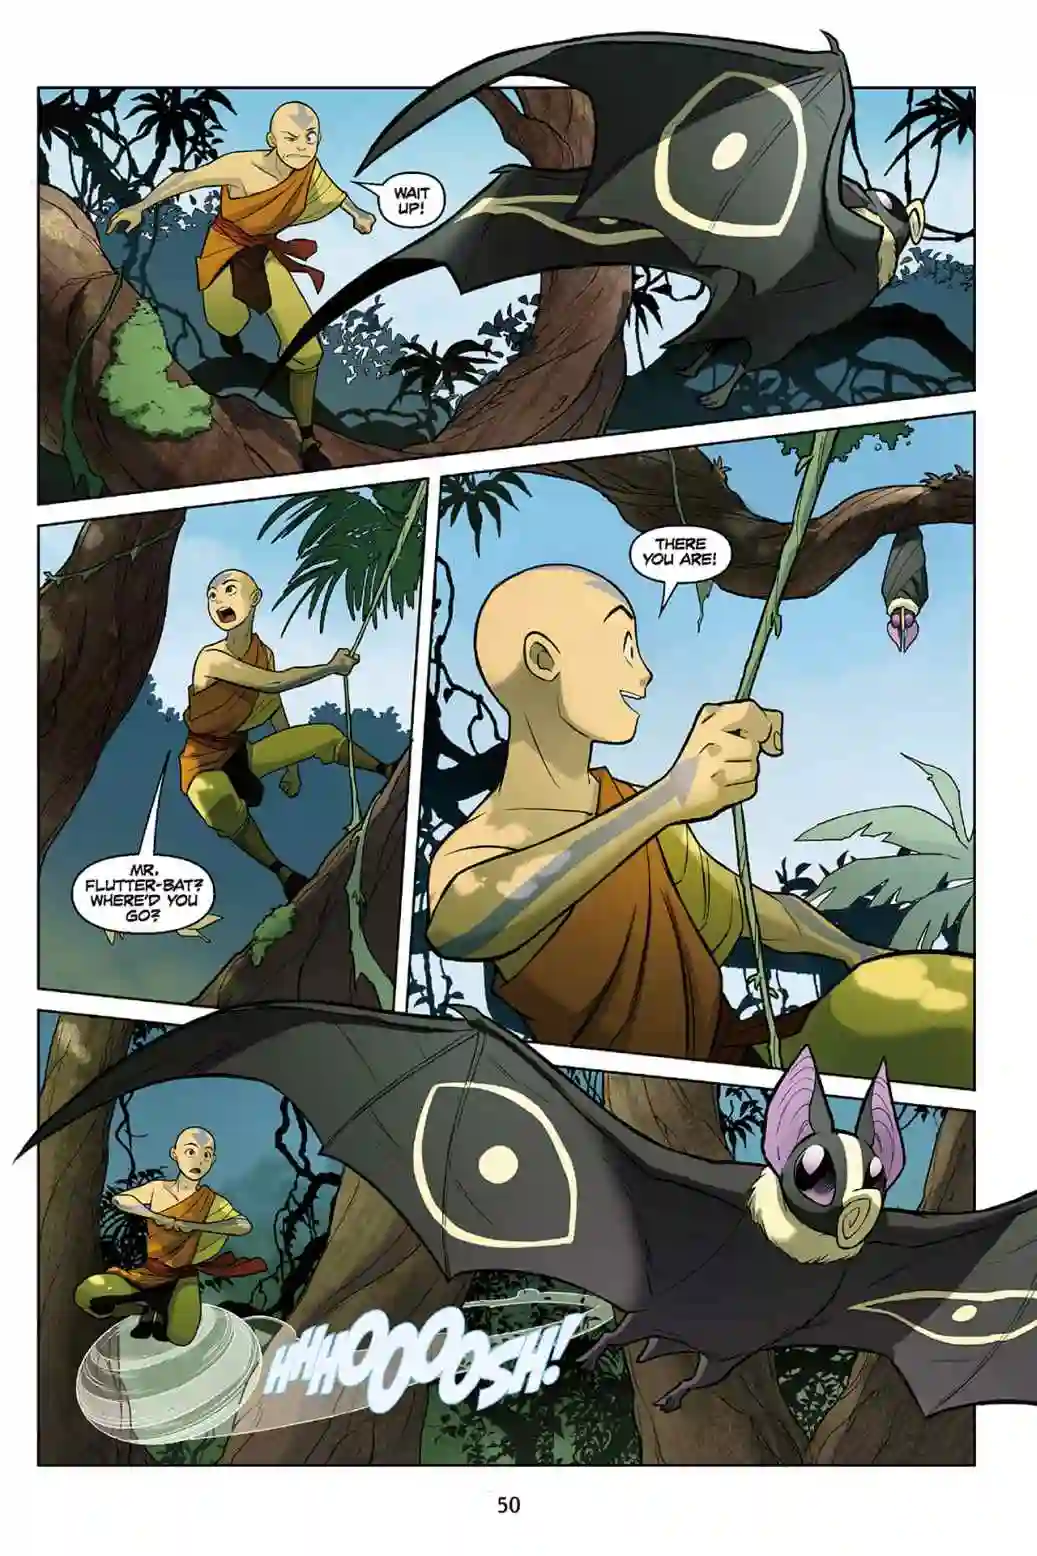 WAIT
UP!
MR.
FLUTTER-BAT?
WHERE'D YOU
GO?
THERE
YOU ARE!
HHHOOOOOSH!
50